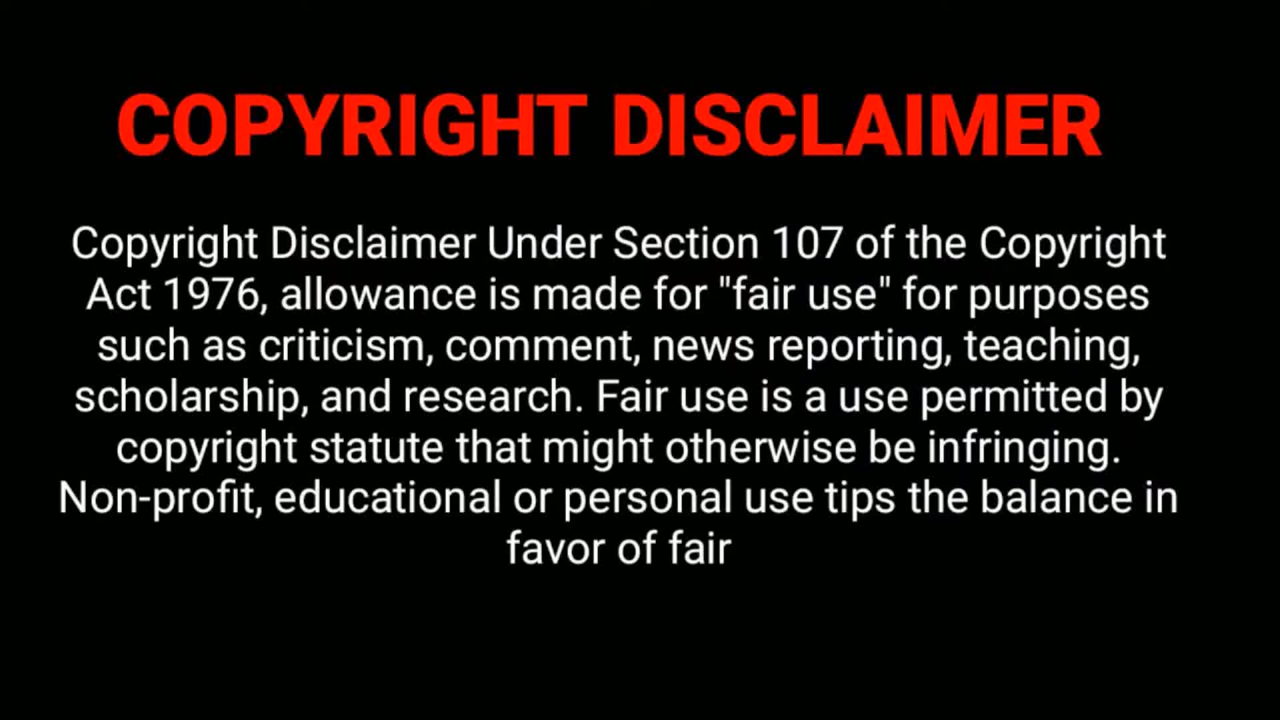 COPYRIGHT DISCLAIMER
Copyright Disclaimer Under Section 107 of the Copyright
Act 1976, allowance is made for "fair use" for purposes
such as criticism, comment, news reporting, teaching,
scholarship, and research. Fair use is a use permitted by
copyright statute that might otherwise be infringing.
Non-profit, educational or personal use tips the balance in
favor of fair